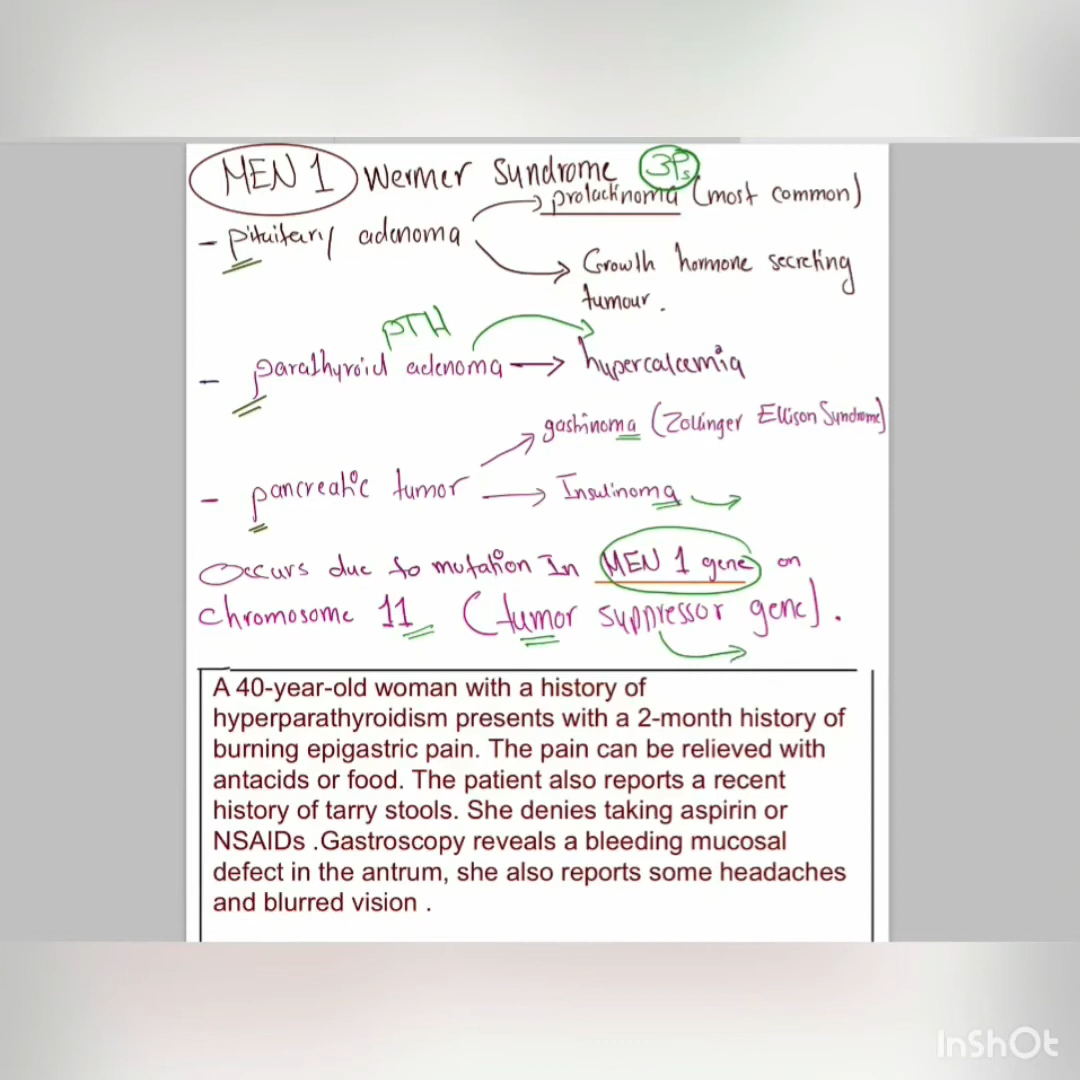 MEN 1 Wermer Syndrome 3Ps
prolactinoma (most common)
- pituitary adenoma
Growth hormone secreting
tumour.
PTH
- parathyroid adenoma → hypercalcemia
gastrinoma (Zollinger Ellison Syndrome)
- pancreatic tumor → Insulinoma
Occurs due to mutation In MEN 1 gene on
chromosome 11 (tumor suppressor gene).
A 40-year-old woman with a history of
hyperparathyroidism presents with a 2-month history of
burning epigastric pain. The pain can be relieved with
antacids or food. The patient also reports a recent
history of tarry stools. She denies taking aspirin or
NSAIDs .Gastroscopy reveals a bleeding mucosal
defect in the antrum, she also reports some headaches
and blurred vision .
InShOt